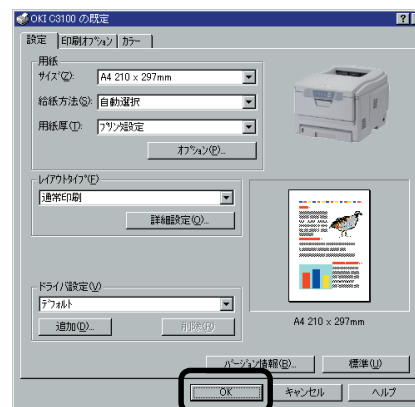 OKI C3100 の既定
設定 印刷オプション カラー
用紙
サイズ(Z): A4 210 x 297mm
給紙方法(S): 自動選択
用紙厚(T): プリンタ設定
オプション(P)...
レイアウトタイプ(F)
通常印刷
詳細設定(O)...
ドライバ設定(V)
デフォルト
追加(D)... 削除(R)
A4 210 x 297mm
バージョン情報(B)... 標準(U)
OK キャンセル ヘルプ